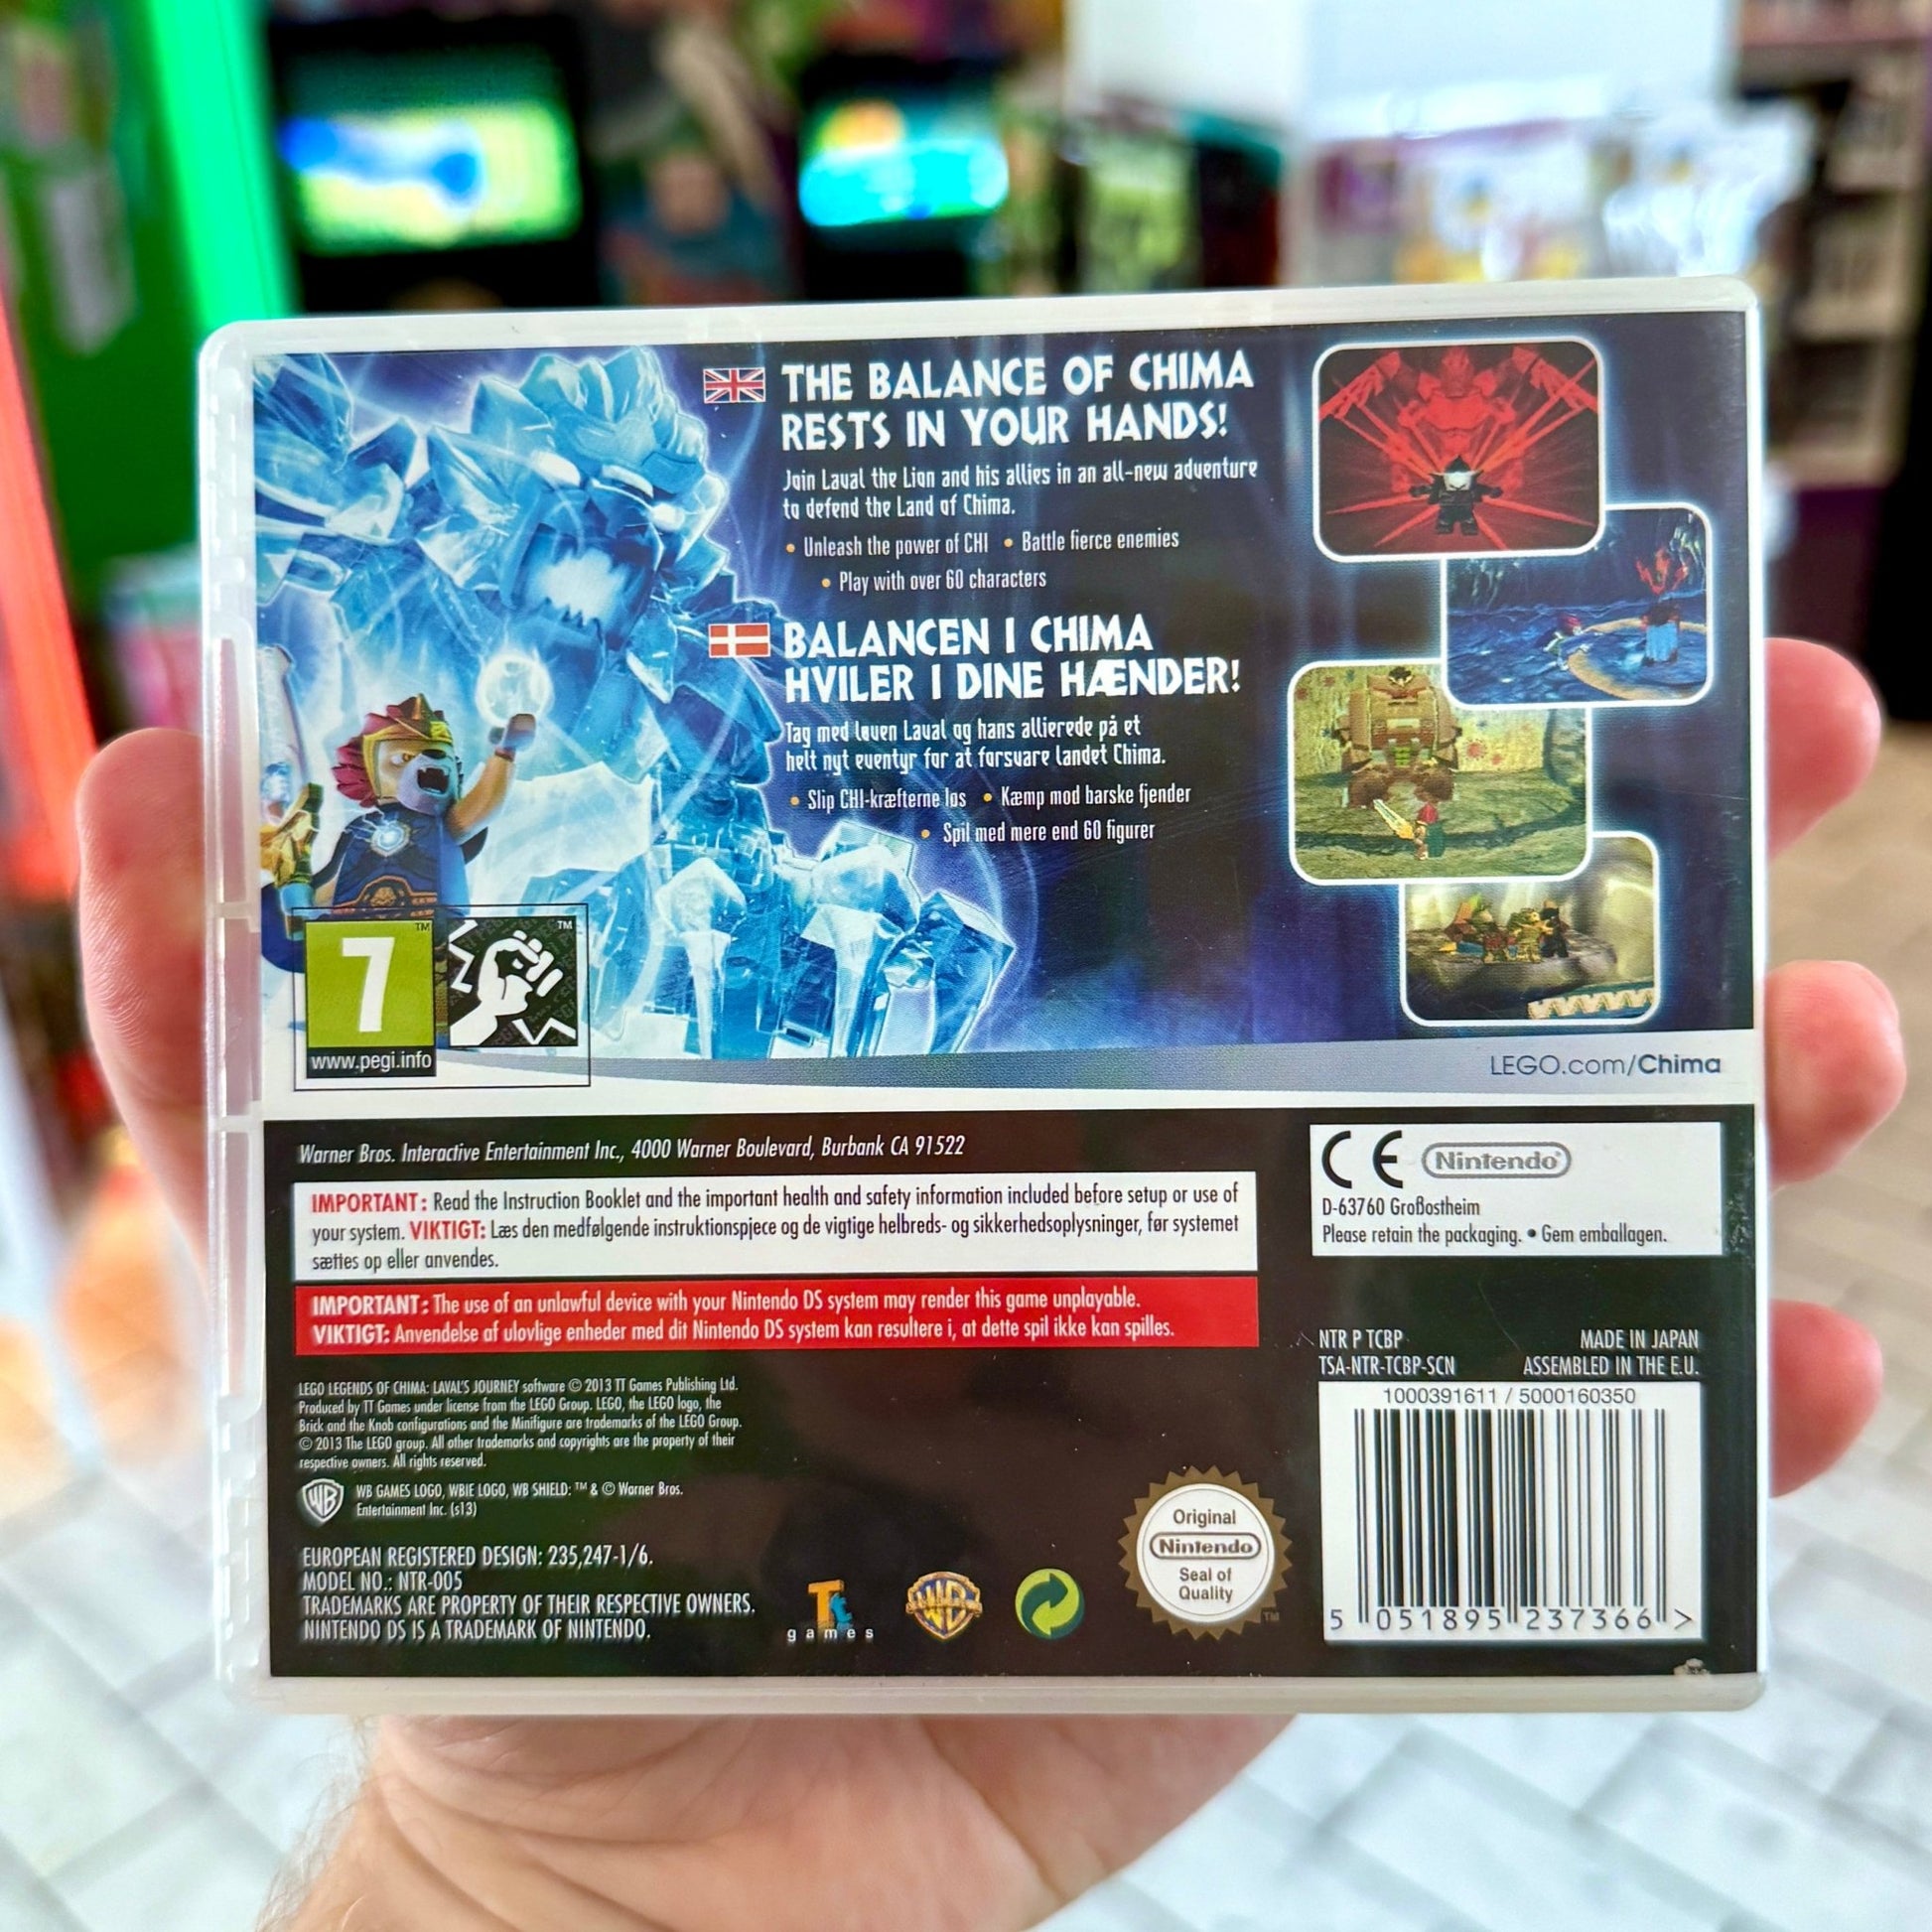 THE BALANCE OF CHIMA
RESTS IN YOUR HANDS!
Join Laval the Lion and his allies in an all-new adventure
to defend the Land of Chima.
• Unleash the power of CHI • Battle fierce enemies
• Play with over 60 characters
BALANCEN I CHIMA
HVILER I DINE HÆNDER!
Tag med løven Laval og hans allierede på et
helt nyt eventyr for at forsvare landet Chima.
• Slip CHI-kræfterne løs • Kæmp mod barske fjender
• Spil med mere end 60 figurer
7 ™
™
www.pegi.info
LEGO.com/Chima
Warner Bros. Interactive Entertainment Inc., 4000 Warner Boulevard, Burbank CA 91522
IMPORTANT: Read the Instruction Booklet and the important health and safety information included before setup or use of
your system. VIKTIGT: Læs den medfølgende instruktionspjece og de vigtige helbreds- og sikkerhedsoplysninger, før systemet
sættes op eller anvendes.
IMPORTANT: The use of an unlawful device with your Nintendo DS system may render this game unplayable.
VIKTIGT: Anvendelse af ulovlige enheder med dit Nintendo DS system kan resultere i, at dette spil ikke kan spilles.
CE Nintendo®
D-63760 Großostheim
Please retain the packaging. • Gem emballagen.
NTR P TCBP MADE IN JAPAN
TSA-NTR-TCBP-SCN ASSEMBLED IN THE E.U.
1000391611 / 5000160350
5 051895 237366 >
LEGO LEGENDS OF CHIMA: LAVAL'S JOURNEY software © 2013 TT Games Publishing Ltd.
Produced by TT Games under license from the LEGO Group. LEGO, the LEGO logo, the
Brick and the Knob configurations and the Minifigure are trademarks of the LEGO Group.
© 2013 The LEGO group. All other trademarks and copyrights are the property of their
respective owners. All rights reserved.
WB
WB GAMES LOGO, WBIE LOGO, WB SHIELD: ™ & © Warner Bros.
Entertainment Inc. (s13)
EUROPEAN REGISTERED DESIGN: 235,247-1/6.
MODEL NO.: NTR-005
TRADEMARKS ARE PROPERTY OF THEIR RESPECTIVE OWNERS.
NINTENDO DS IS A TRADEMARK OF NINTENDO.
Tt
games
WB
Original
Nintendo®
Seal of
Quality
™